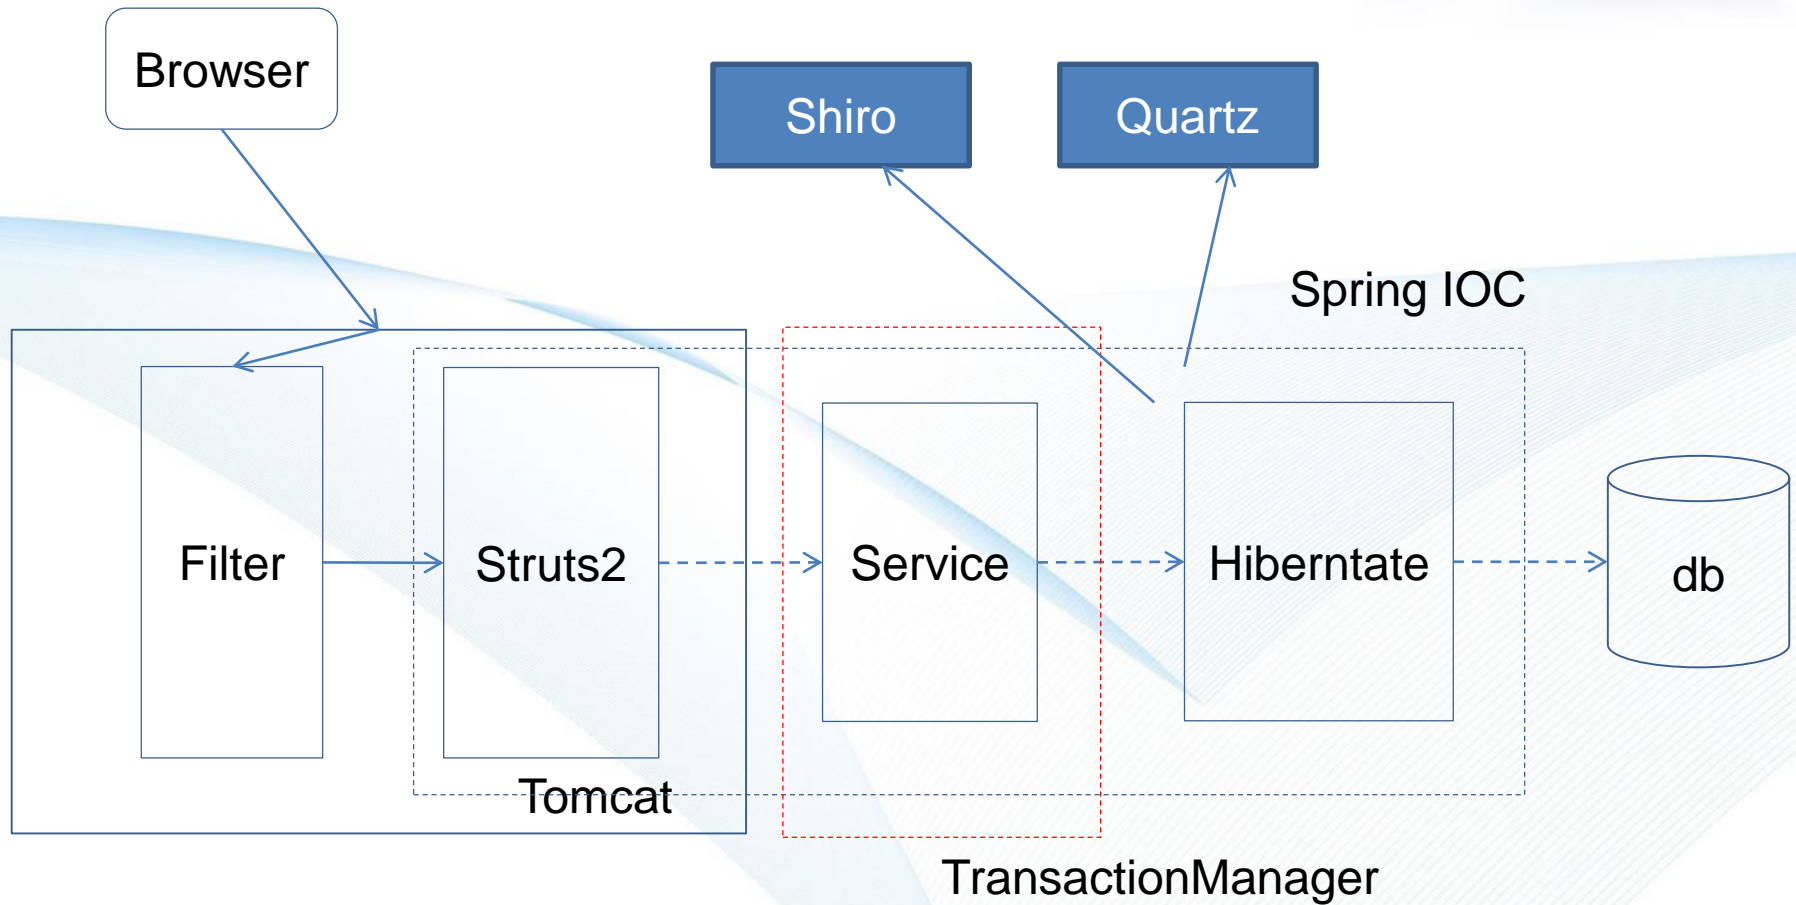 Browser
Shiro
Quartz
Spring IOC
Filter
Struts2
Service
Hiberntate
db
Tomcat
TransactionManager